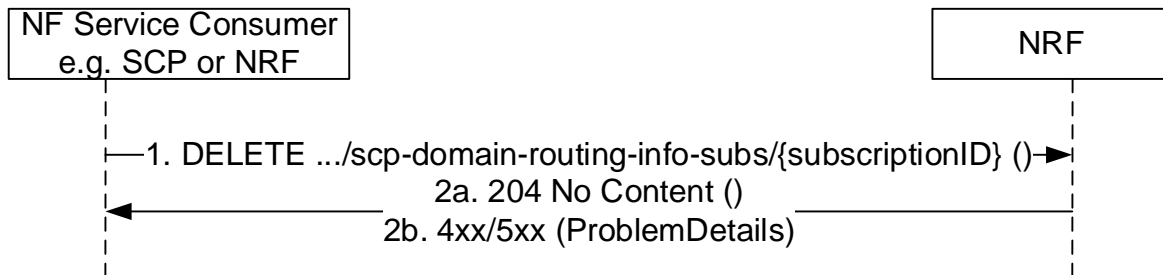 NF Service Consumer
e.g. SCP or NRF
NRF
1. DELETE .../scp-domain-routing-info-subs/{subscriptionID} ()
2a. 204 No Content ()
2b. 4xx/5xx (ProblemDetails)